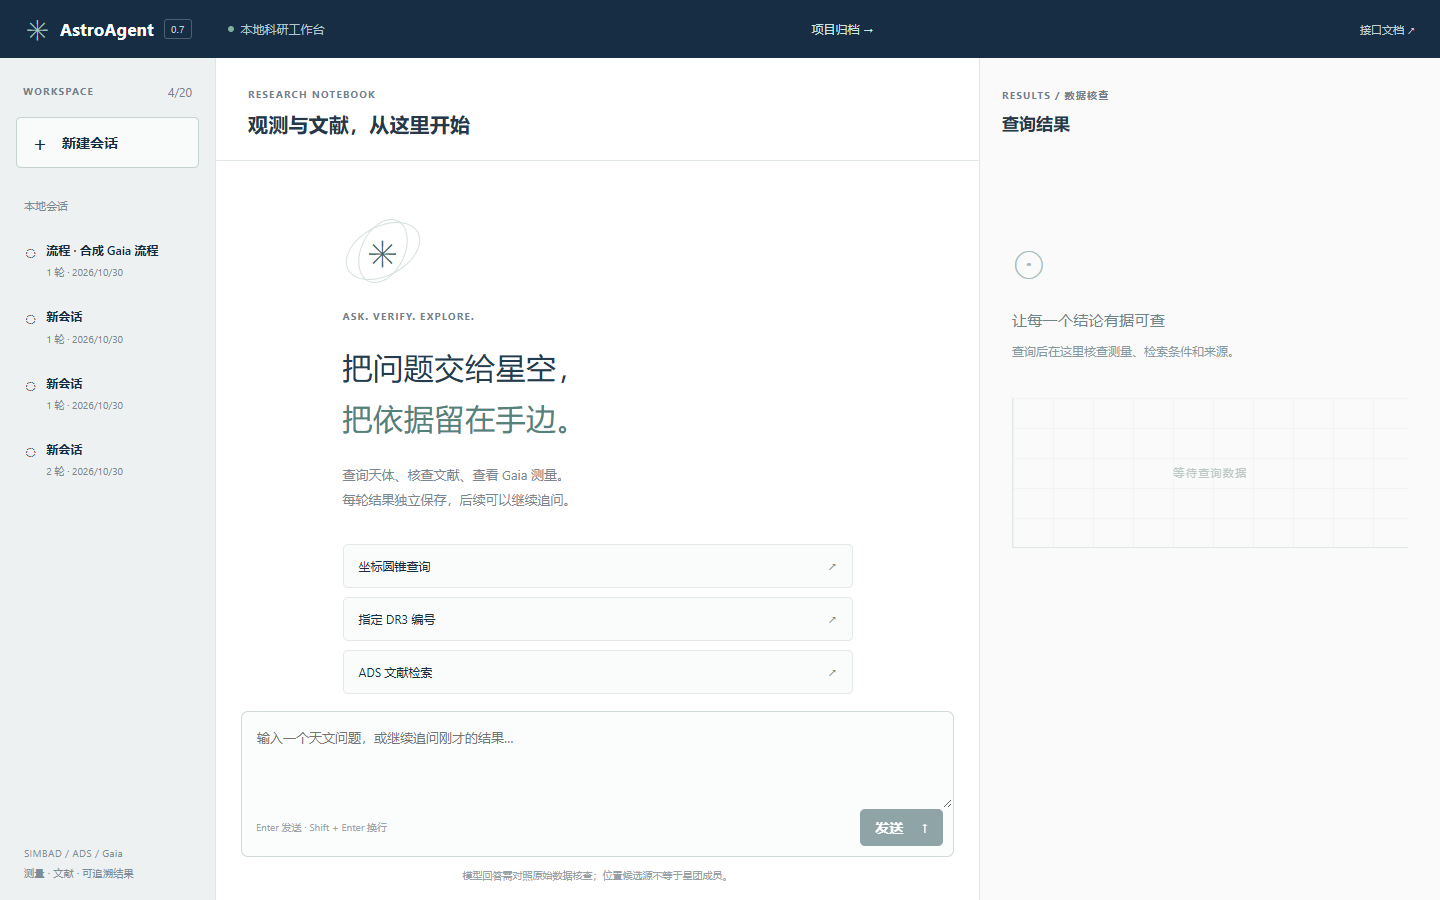 AstroAgent 0.7
本地科研工作台
项目归档 →
接口文档 ↗
WORKSPACE 4/20
+ 新建会话
本地会话
流程 · 合成 Gaia 流程
1 轮 · 2026/10/30
新会话
1 轮 · 2026/10/30
新会话
1 轮 · 2026/10/30
新会话
2 轮 · 2026/10/30
SIMBAD / ADS / Gaia
测量 · 文献 · 可追溯结果
RESEARCH NOTEBOOK
观测与文献，从这里开始
ASK. VERIFY. EXPLORE.
把问题交给星空，
把依据留在手边。
查询天体、核查文献、查看 Gaia 测量。
每轮结果独立保存，后续可以继续追问。
坐标圆锥查询 ↗
指定 DR3 编号 ↗
ADS 文献检索 ↗
输入一个天文问题，或继续追问刚才的结果...
Enter 发送 · Shift + Enter 换行
发送 ↑
模型回答需对照原始数据核查；位置候选源不等于星团成员。
RESULTS / 数据核查
查询结果
让每一个结论有据可查
查询后在这里核查测量、检索条件和来源。
等待查询数据